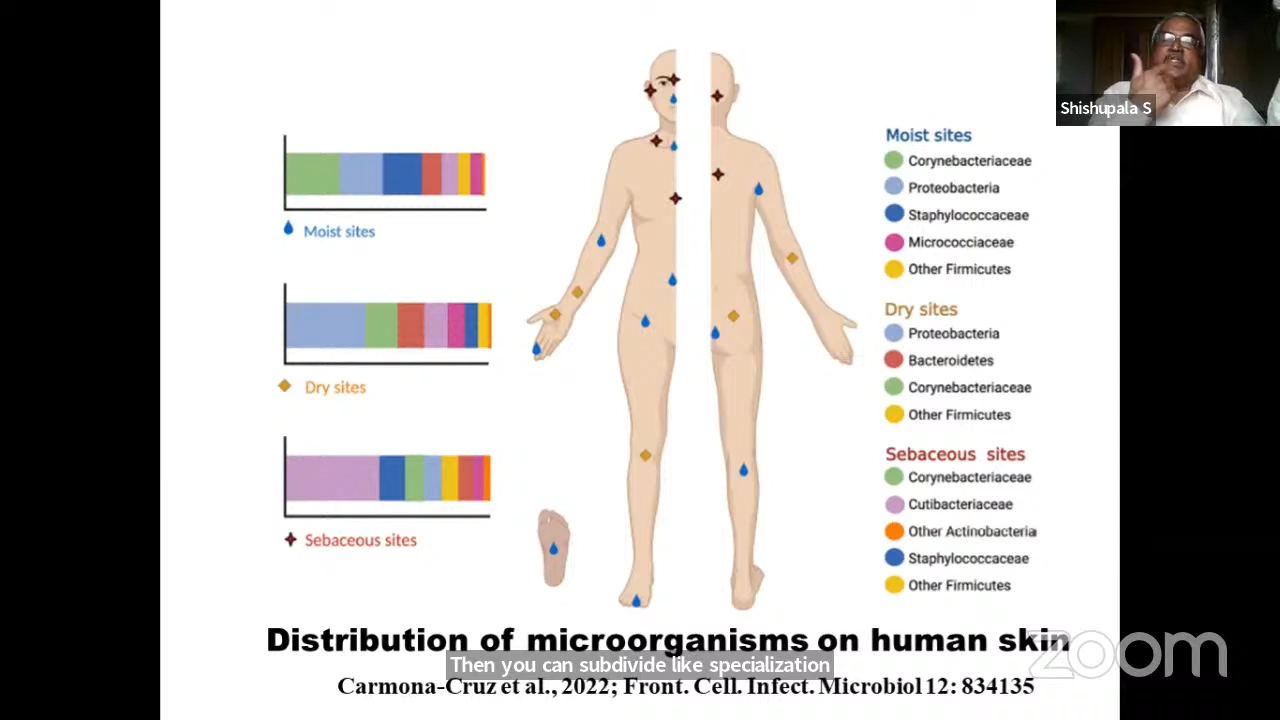 Shishupala S
Moist sites
Dry sites
Sebaceous sites
Moist sites
Corynebacteriaceae
Proteobacteria
Staphylococcaceae
Micrococciaceae
Other Firmicutes
Dry sites
Proteobacteria
Bacteroidetes
Corynebacteriaceae
Other Firmicutes
Sebaceous sites
Corynebacteriaceae
Cutibacteriaceae
Other Actinobacteria
Staphylococcaceae
Other Firmicutes
Distribution of microorganisms on human skin
zoom
Then you can subdivide like specialization
Carmona-Cruz et al., 2022; Front. Cell. Infect. Microbiol 12: 834135